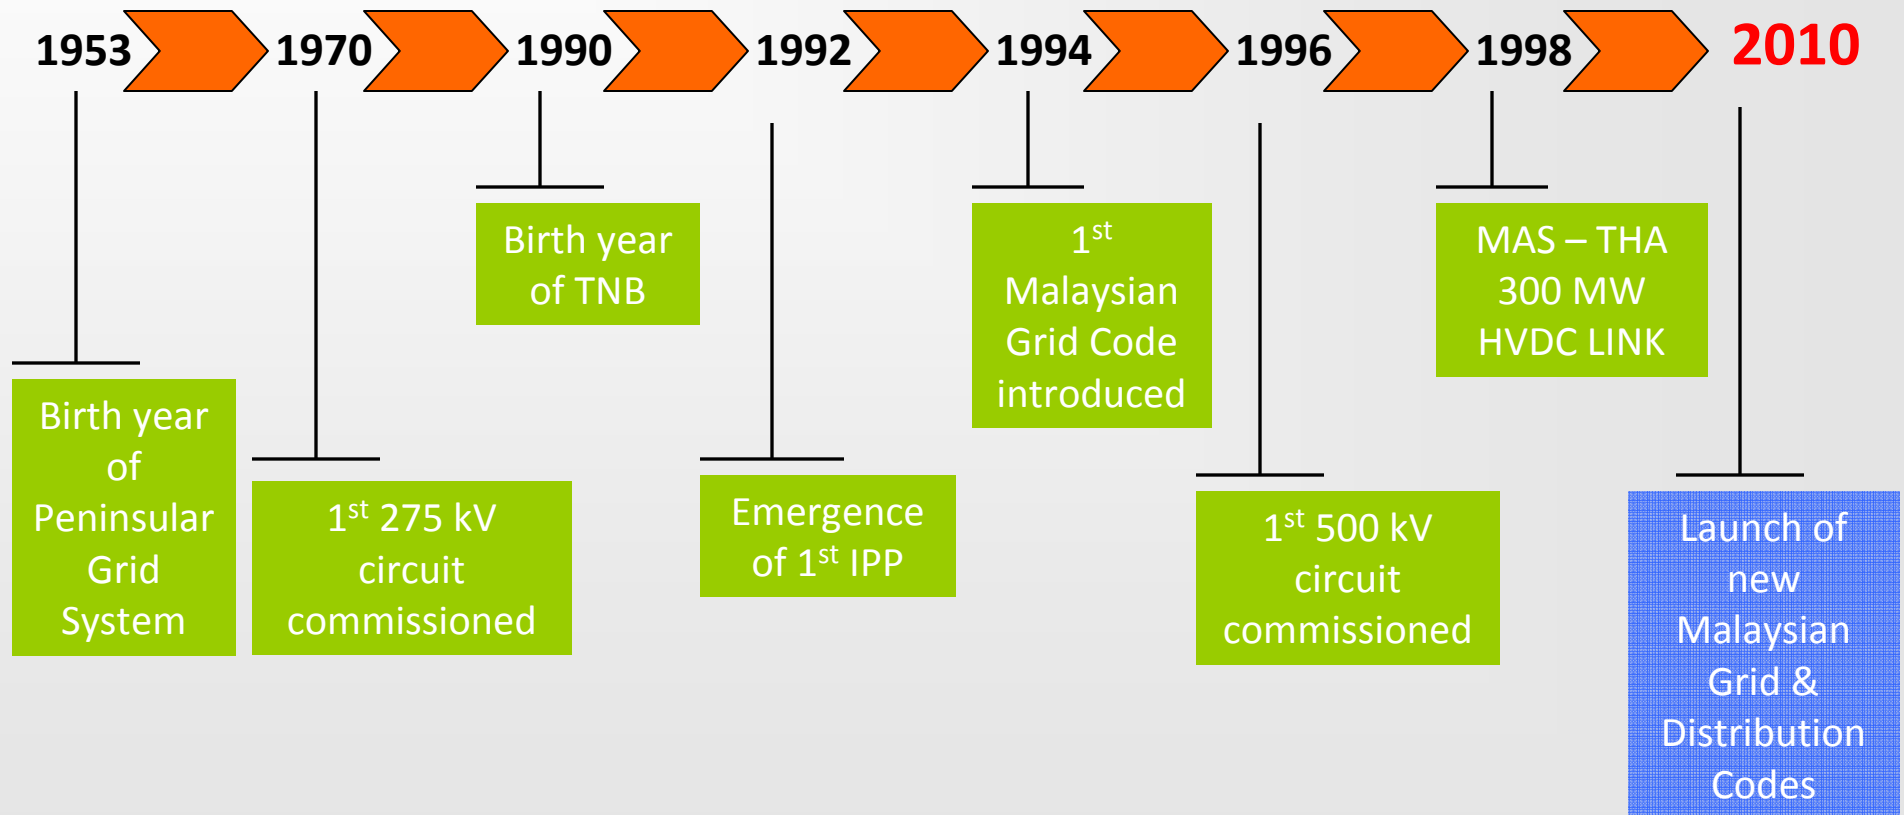 1953 1970 1990 1992 1994 1996 1998 2010
Birth year
of
Peninsular
Grid
System
1st 275 kV
circuit
commissioned
Birth year
of TNB
Emergence
of 1st IPP
1st
Malaysian
Grid Code
introduced
1st 500 kV
circuit
commissioned
MAS – THA
300 MW
HVDC LINK
Launch of
new
Malaysian
Grid &
Distribution
Codes